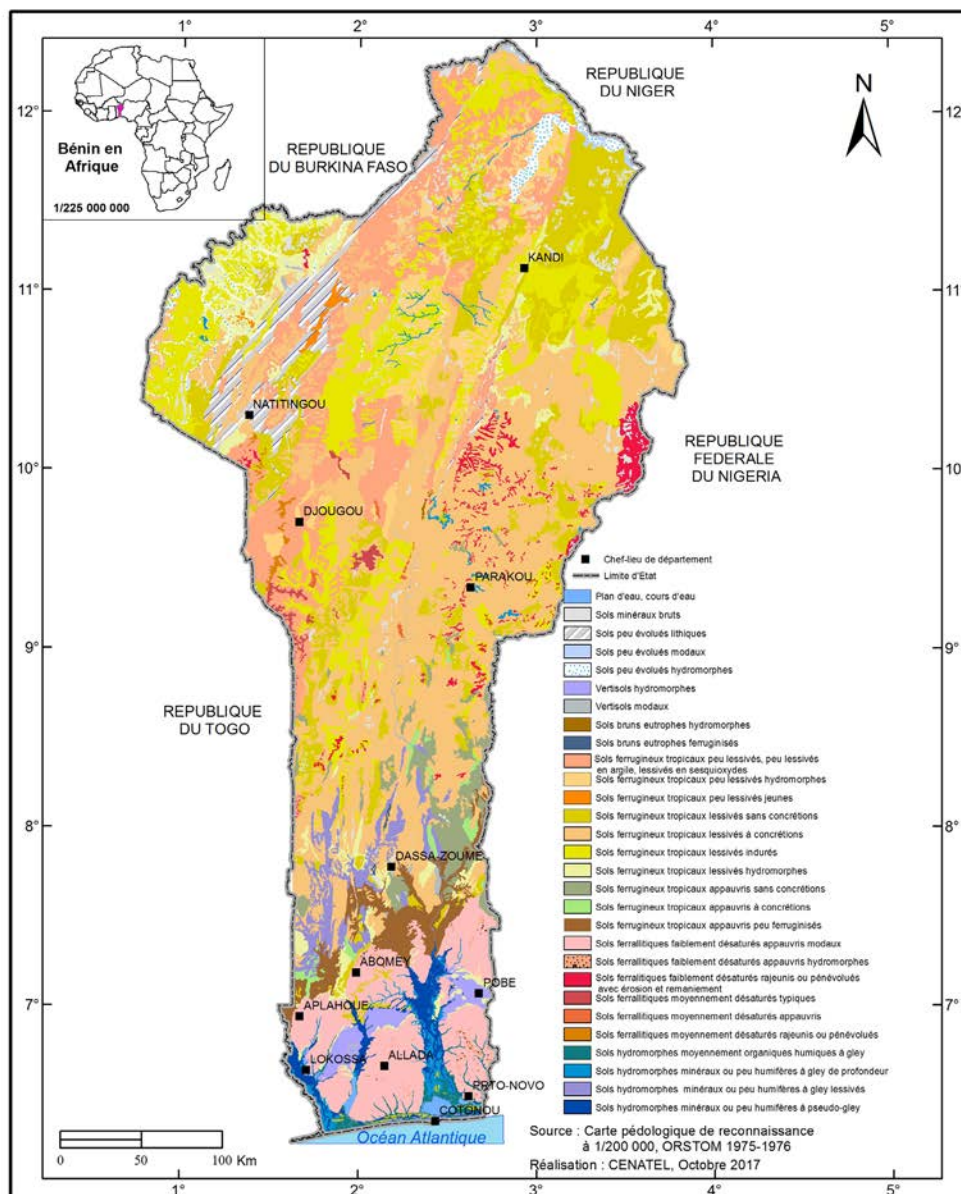 1°
2°
3°
4°
5°
12°
11°
10°
9°
8°
7°
Bénin en
Afrique
1/225 000 000
REPUBLIQUE
DU NIGER
N
REPUBLIQUE
DU BURKINA FASO
KANDI
NATITINGOU
REPUBLIQUE
FEDERALE
DU NIGERIA
DJOUGOU
PARAKOU
REPUBLIQUE
DU TOGO
DASSA-ZOUME
ABOMEY
POBE
APLAHOUE
LOKOSSA
ALLADA
PRTO-NOVO
COTONOU
Océan Atlantique
Chef-lieu de département
Limite d'Etat
Plan d'eau, cours d'eau
Sols minéraux bruts
Sols peu évolués lithiques
Sols peu évolués modaux
Sols peu évolués hydromorphes
Vertisols hydromorphes
Vertisols modaux
Sols bruns eutrophes hydromorphes
Sols bruns eutrophes ferruginisés
Sols ferrugineux tropicaux peu lessivés, peu lessivés
en argile, lessivés en sesquioxydes
Sols ferrugineux tropicaux peu lessivés hydromorphes
Sols ferrugineux tropicaux peu lessivés jeunes
Sols ferrugineux tropicaux lessivés sans concrétions
Sols ferrugineux tropicaux lessivés à concrétions
Sols ferrugineux tropicaux lessivés indurés
Sols ferrugineux tropicaux lessivés hydromorphes
Sols ferrugineux tropicaux appauvris sans concrétions
Sols ferrugineux tropicaux appauvris à concrétions
Sols ferrugineux tropicaux appauvris peu ferruginisés
Sols ferrallitiques faiblement désaturés appauvris modaux
Sols ferrallitiques faiblement désaturés appauvris hydromorphes
Sols ferrallitiques faiblement désaturés rajeunis ou pénévolués
avec érosion et remaniement
Sols ferrallitiques moyennement désaturés typiques
Sols ferrallitiques moyennement désaturés appauvris
Sols ferrallitiques moyennement désaturés rajeunis ou pénévolués
Sols hydromorphes moyennement organiques humiques à gley
Sols hydromorphes minéraux ou peu humifères à gley de profondeur
Sols hydromorphes minéraux ou peu humifères à gley lessivés
Sols hydromorphes minéraux ou peu humifères à pseudo-gley
Source : Carte pédologique de reconnaissance
à 1/200 000, ORSTOM 1975-1976
Réalisation : CENATEL, Octobre 2017
0 50 100 Km
12°
11°
10°
9°
8°
7°
1°
2°
3°
4°
5°